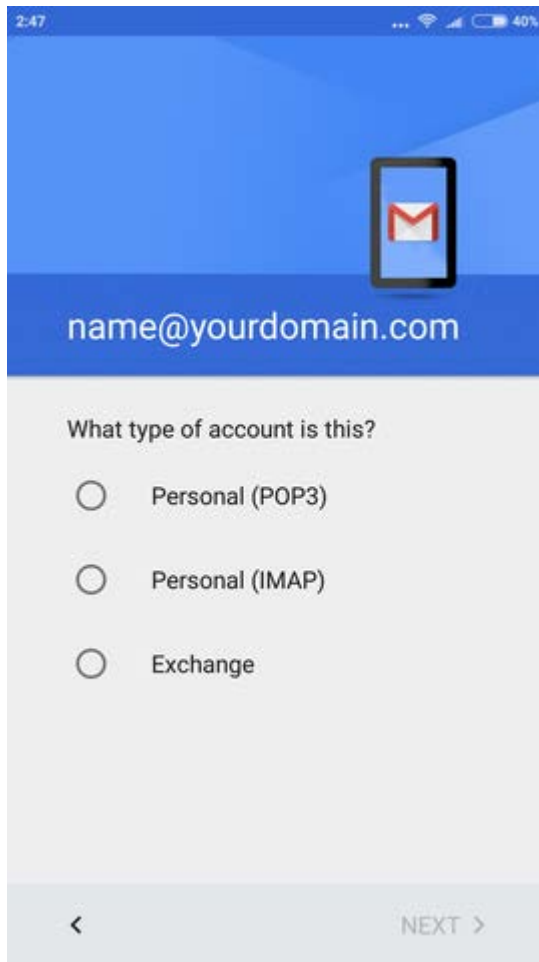 2:47 ... 40%
name@yourdomain.com
What type of account is this?
Personal (POP3)
Personal (IMAP)
Exchange
< NEXT >